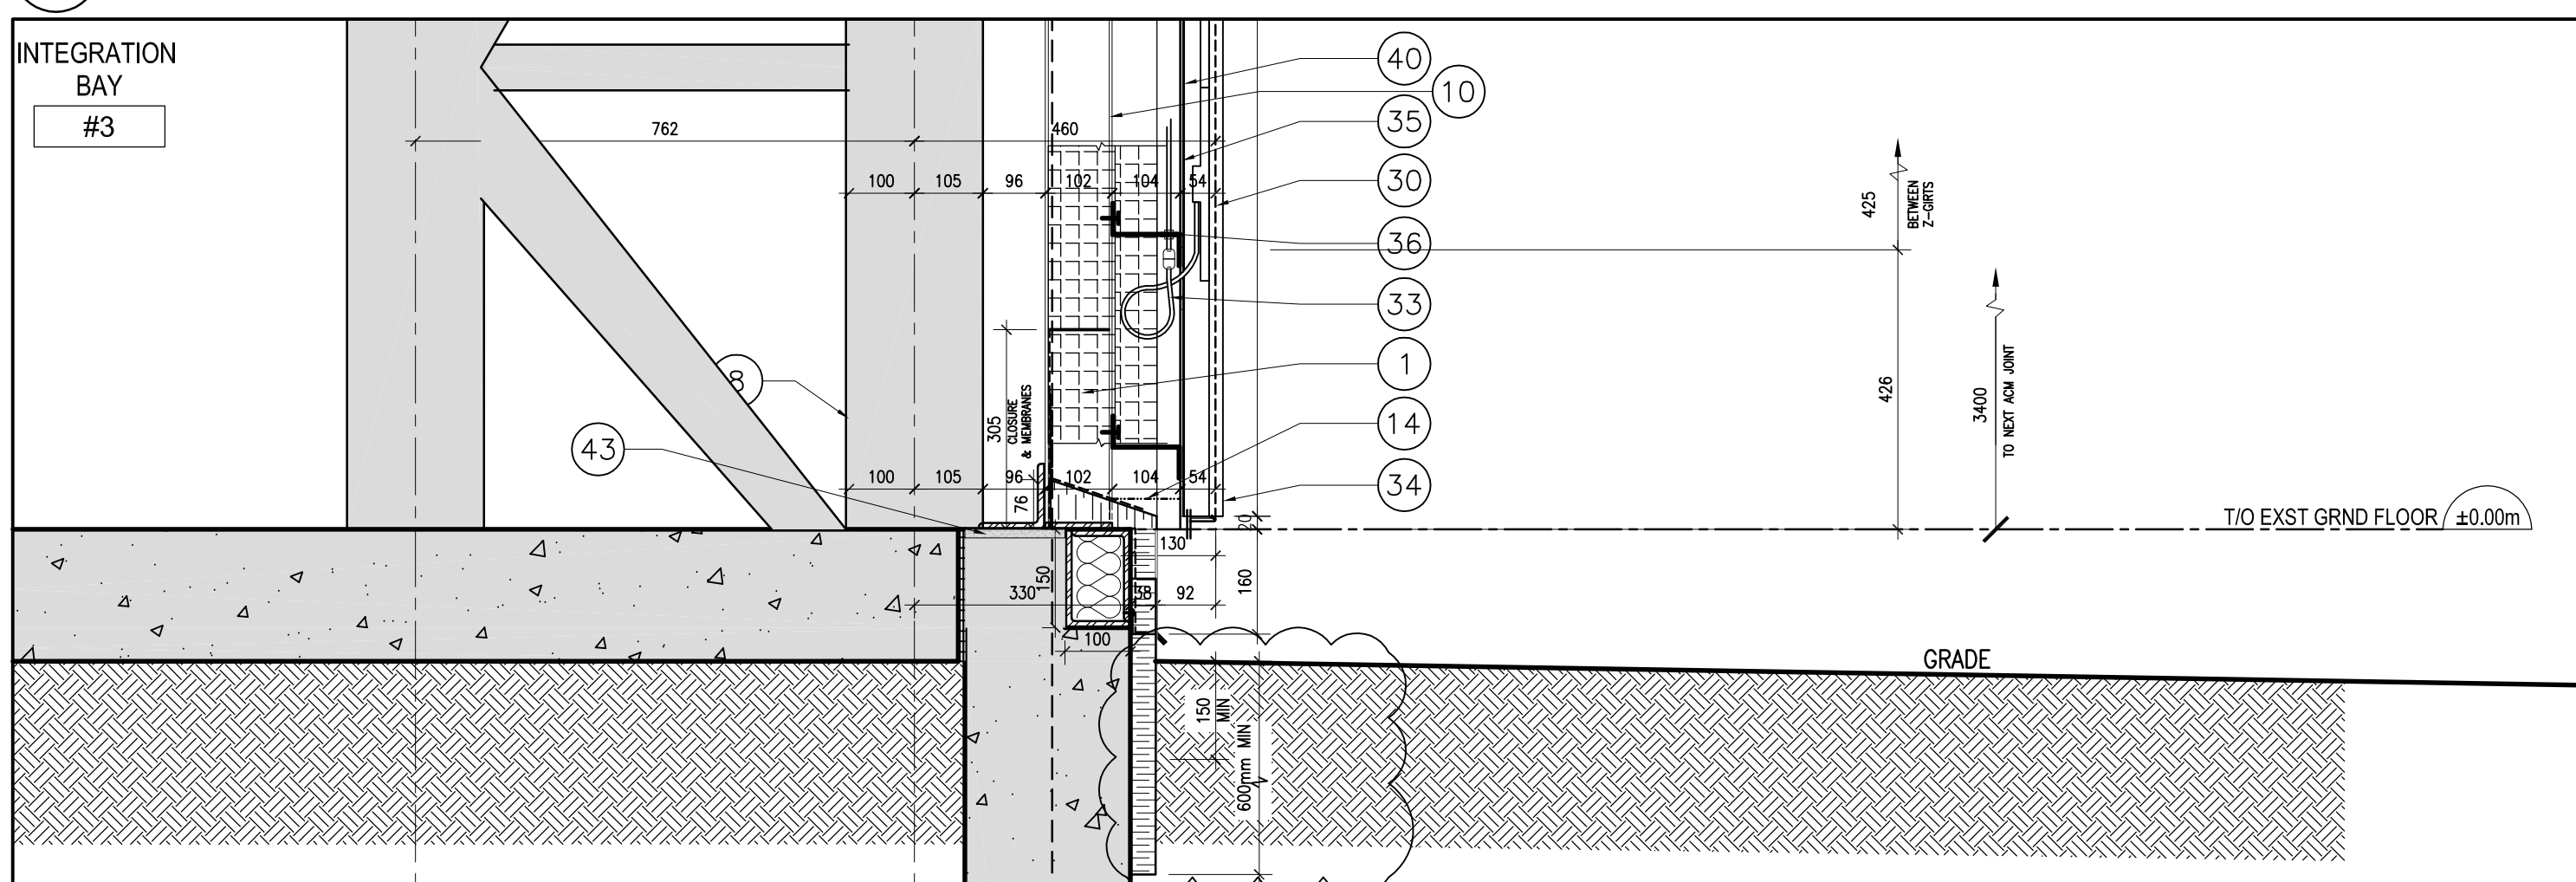 INTEGRATION
BAY
#3
40
10
35
30
36
33
1
14
34
8
43
762
460
100 105 96 102 104 54
425
BETWEEN
Z-GIRTS
426
3400
TO NEXT ACM JOINT
305
CLOSURE
& MEMBRANES
100 105 96 102 104 54
76
20
T/O EXST GRND FLOOR ±0.00m
130
150
160
330 38 92
100
GRADE
150
MIN
600mm MIN